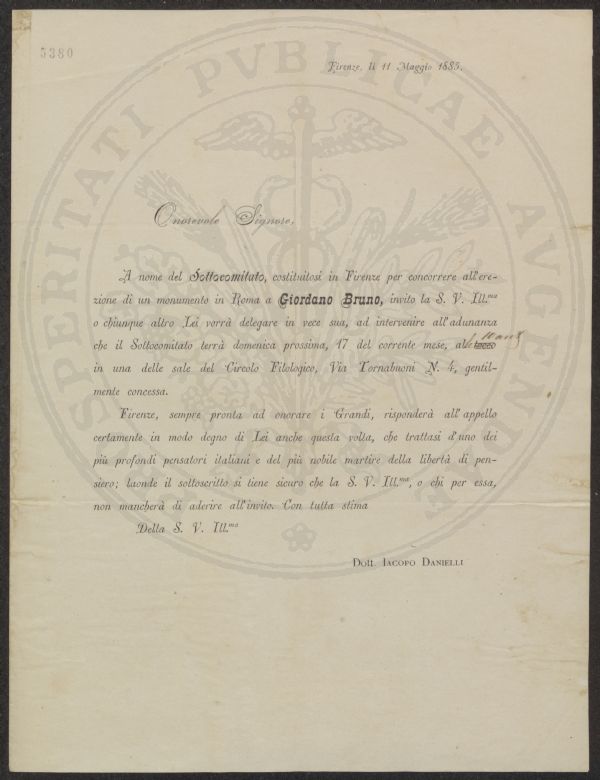 5380
PROSPERITATI PVBLICAE AVGENDAE
Firenze, li 11 Maggio 1885.
Onorevole Signore,
A nome del Sottocomitato, costituitosi in Firenze per concorrere all'ere-
zione di un monumento in Roma a Giordano Bruno, invito la S. V. Ill.ma
o chiunque altro Lei vorrà delegare in vece sua, ad intervenire all'adunanza
che il Sottocomitato terrà domenica prossima, 17 del corrente mese, al
in una delle sale del Circolo Filologico, Via Tornabuoni N. 4, gentil-
mente concessa.
Firenze, sempre pronta ad onorare i Grandi, risponderà all'appello
certamente in modo degno di Lei anche questa volta, che trattasi d'uno dei
più profondi pensatori italiani e del più nobile martire della libertà di pen-
siero; laonde il sottoscritto si tiene sicuro che la S. V. Ill.ma, o chi per essa,
non mancherà di aderire all'invito. Con tutta stima
Della S. V. Ill.ma
Dott. Iacopo Danielli